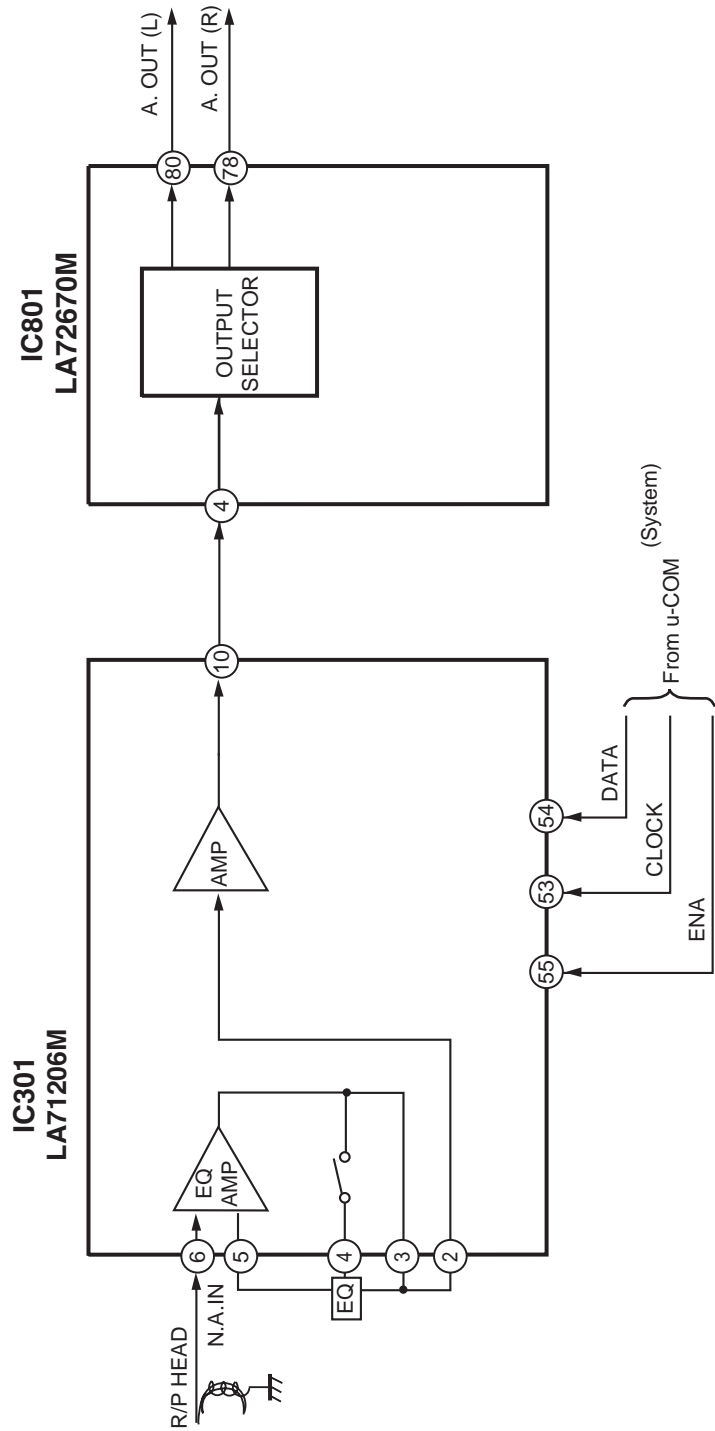 IC301
LA71206M
IC801
LA72670M
R/P HEAD
N.A.IN
6
5
4
3
2
EQ
EQ
AMP
AMP
10
4
OUTPUT
SELECTOR
80
78
A. OUT (L)
A. OUT (R)
55
53
54
ENA
CLOCK
DATA
From u-COM
(System)